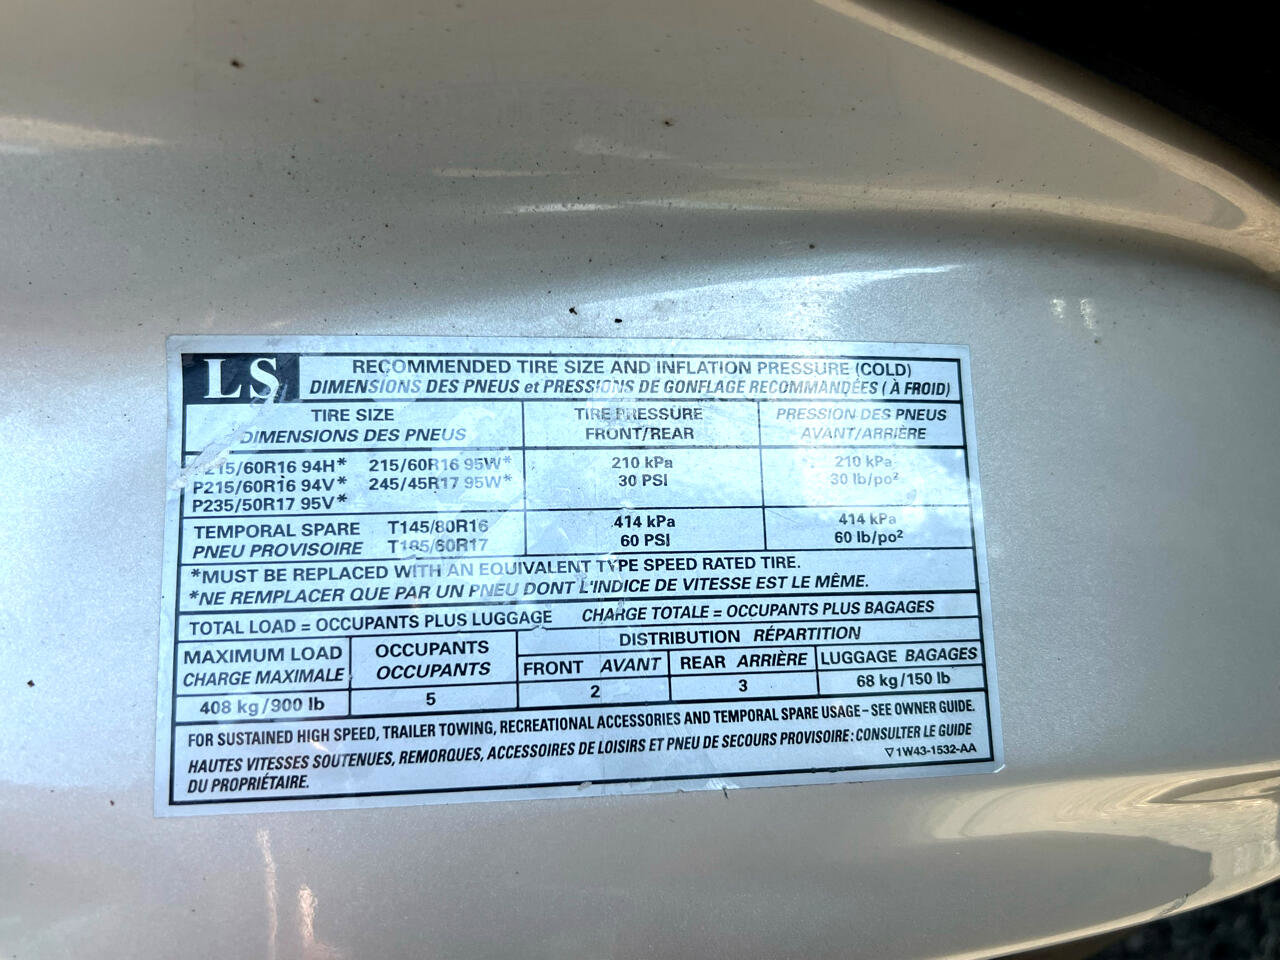 LS
RECOMMENDED TIRE SIZE AND INFLATION PRESSURE (COLD)
DIMENSIONS DES PNEUS et PRESSIONS DE GONFLAGE RECOMMANDÉES ( À FROID)
TIRE SIZE
DIMENSIONS DES PNEUS
TIRE PRESSURE
FRONT/REAR
PRESSION DES PNEUS
AVANT/ARRIÈRE
P215/60R16 94H* 215/60R16 95W*
P215/60R16 94V* 245/45R17 95W*
P235/50R17 95V*
210 kPa
30 PSI
210 kPa
30 lb/po²
TEMPORAL SPARE T145/80R16
PNEU PROVISOIRE
414 kPa
60 PSI
414 kPa
60 lb/po²
*MUST BE REPLACED WITH AN EQUIVALENT TYPE SPEED RATED TIRE.
*NE REMPLACER QUE PAR UN PNEU DONT L'INDICE DE VITESSE EST LE MÊME.
TOTAL LOAD = OCCUPANTS PLUS LUGGAGE CHARGE TOTALE = OCCUPANTS PLUS BAGAGES
MAXIMUM LOAD
CHARGE MAXIMALE
OCCUPANTS
OCCUPANTS
DISTRIBUTION RÉPARTITION
FRONT AVANT
REAR ARRIÈRE
LUGGAGE BAGAGES
408 kg/900 lb
5
2
3
68 kg/150 lb
FOR SUSTAINED HIGH SPEED, TRAILER TOWING, RECREATIONAL ACCESSORIES AND TEMPORAL SPARE USAGE – SEE OWNER GUIDE.
HAUTES VITESSES SOUTENUES, REMORQUES, ACCESSOIRES DE LOISIRS ET PNEU DE SECOURS PROVISOIRE : CONSULTER LE GUIDE
DU PROPRIÉTAIRE.
▽1W43-1532-AA